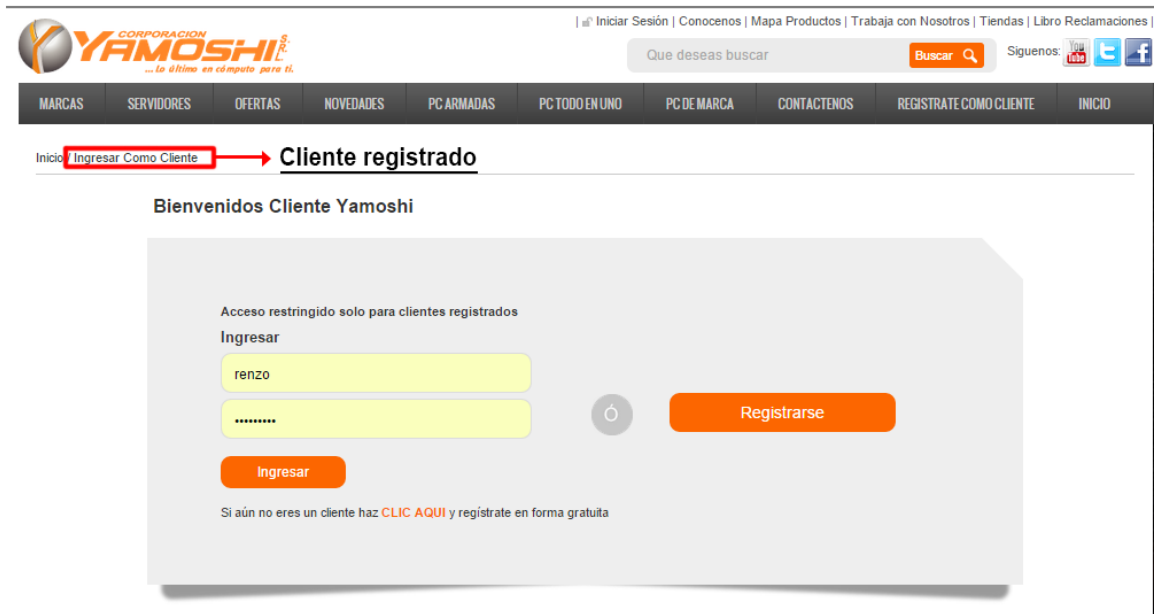 | Iniciar Sesión | Conocenos | Mapa Productos | Trabaja con Nosotros | Tiendas | Libro Reclamaciones |
CORPORACION
YAMOSHI S.R.L.
... lo último en cómputo para ti.
Que deseas buscar
Buscar
Siguenos:
You Tube
MARCAS SERVIDORES OFERTAS NOVEDADES PC ARMADAS PC TODO EN UNO PC DE MARCA CONTACTENOS REGISTRATE COMO CLIENTE INICIO
Inicio / Ingresar Como Cliente
Cliente registrado
Bienvenidos Cliente Yamoshi
Acceso restringido solo para clientes registrados
Ingresar
renzo
•••••••••
Ó
Registrarse
Ingresar
Si aún no eres un cliente haz CLIC AQUI y regístrate en forma gratuita